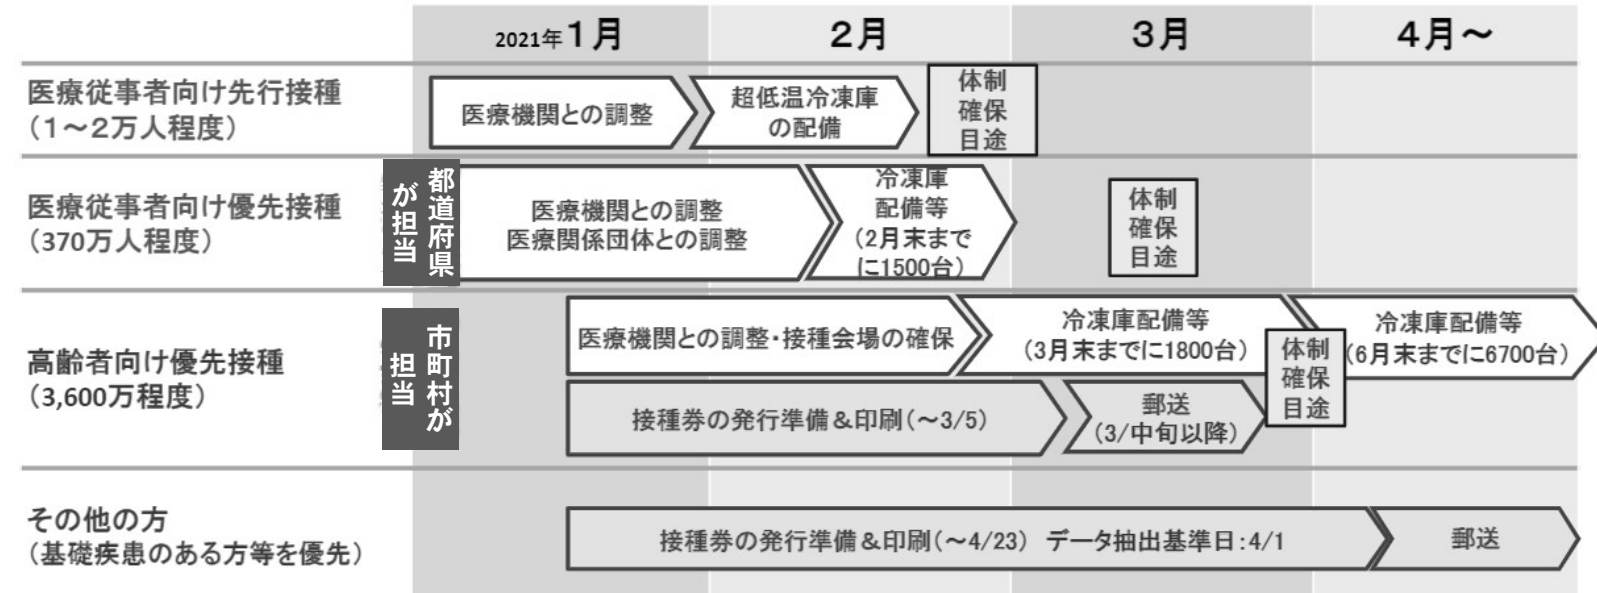 2021年1月
2月
3月
4月～
医療従事者向け先行接種
（1～2万人程度）
医療機関との調整
超低温冷凍庫
の配備
体制
確保
目途
医療従事者向け優先接種
（370万人程度）
都道府県
が担当
医療機関との調整
医療関係団体との調整
冷凍庫
配備等
（2月末まで
に1500台）
体制
確保
目途
高齢者向け優先接種
（3,600万程度）
市町村が
担当
医療機関との調整・接種会場の確保
冷凍庫配備等
（3月末までに1800台）
体制
確保
目途
冷凍庫配備等
（6月末までに6700台）
接種券の発行準備＆印刷（～3/5）
郵送
（3/中旬以降）
その他の方
（基礎疾患のある方等を優先）
接種券の発行準備＆印刷（～4/23） データ抽出基準日：4/1
郵送